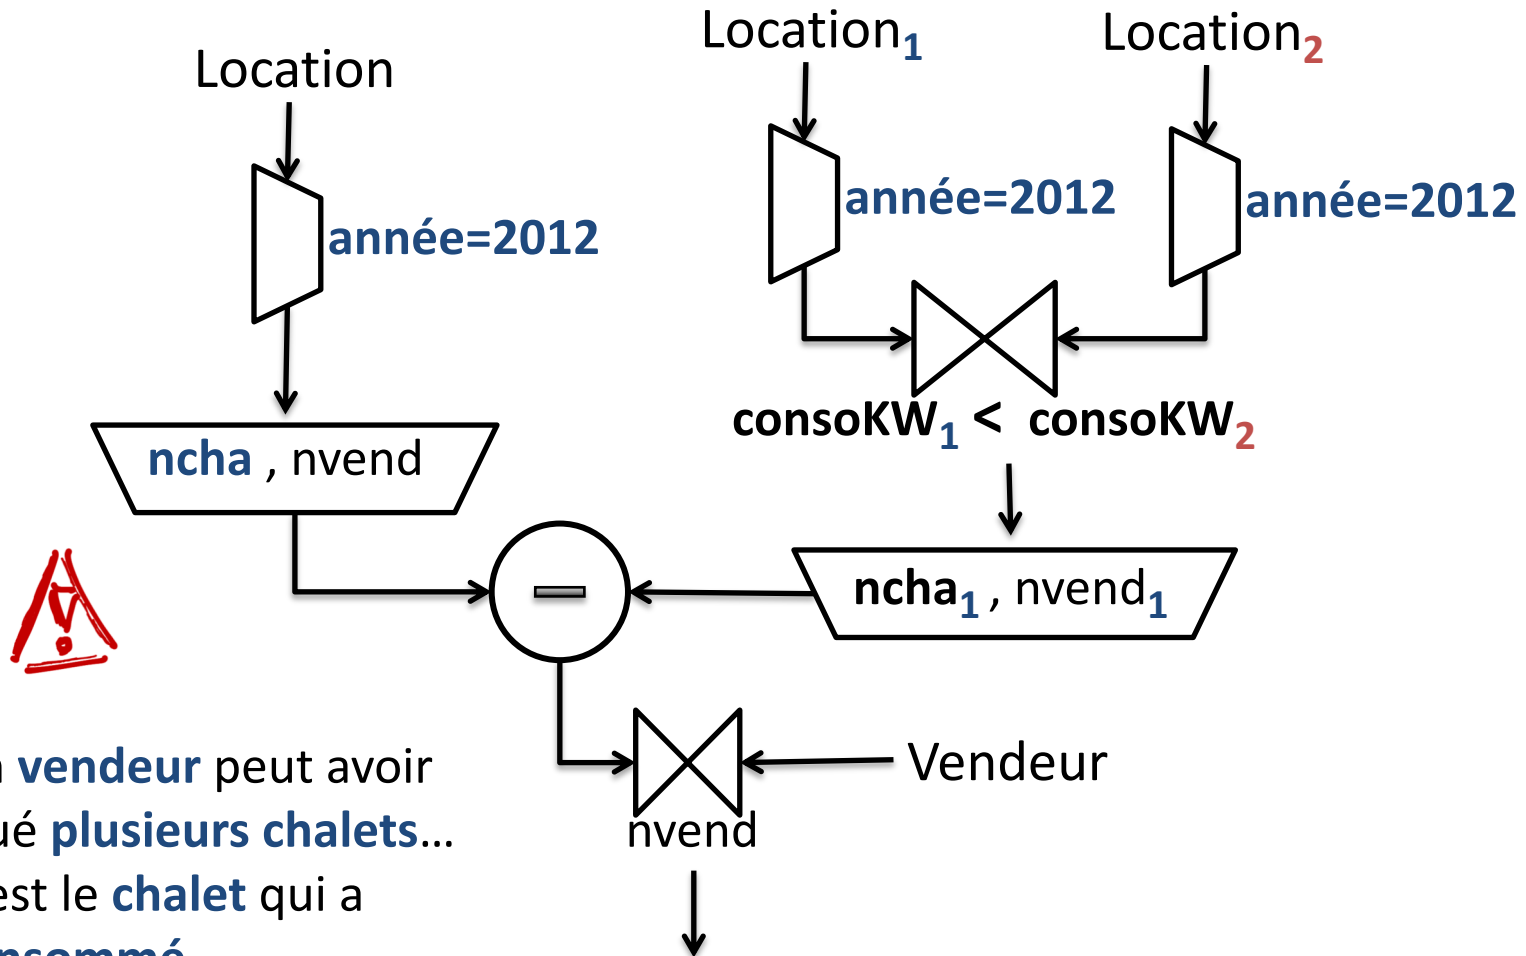 Location
Location1
Location2
année=2012
année=2012
année=2012
consoKW1 < consoKW2
ncha , nvend
ncha1 , nvend1
-
vendeur peut avoir
plusieurs chalets...
le chalet qui a
Vendeur
nvend